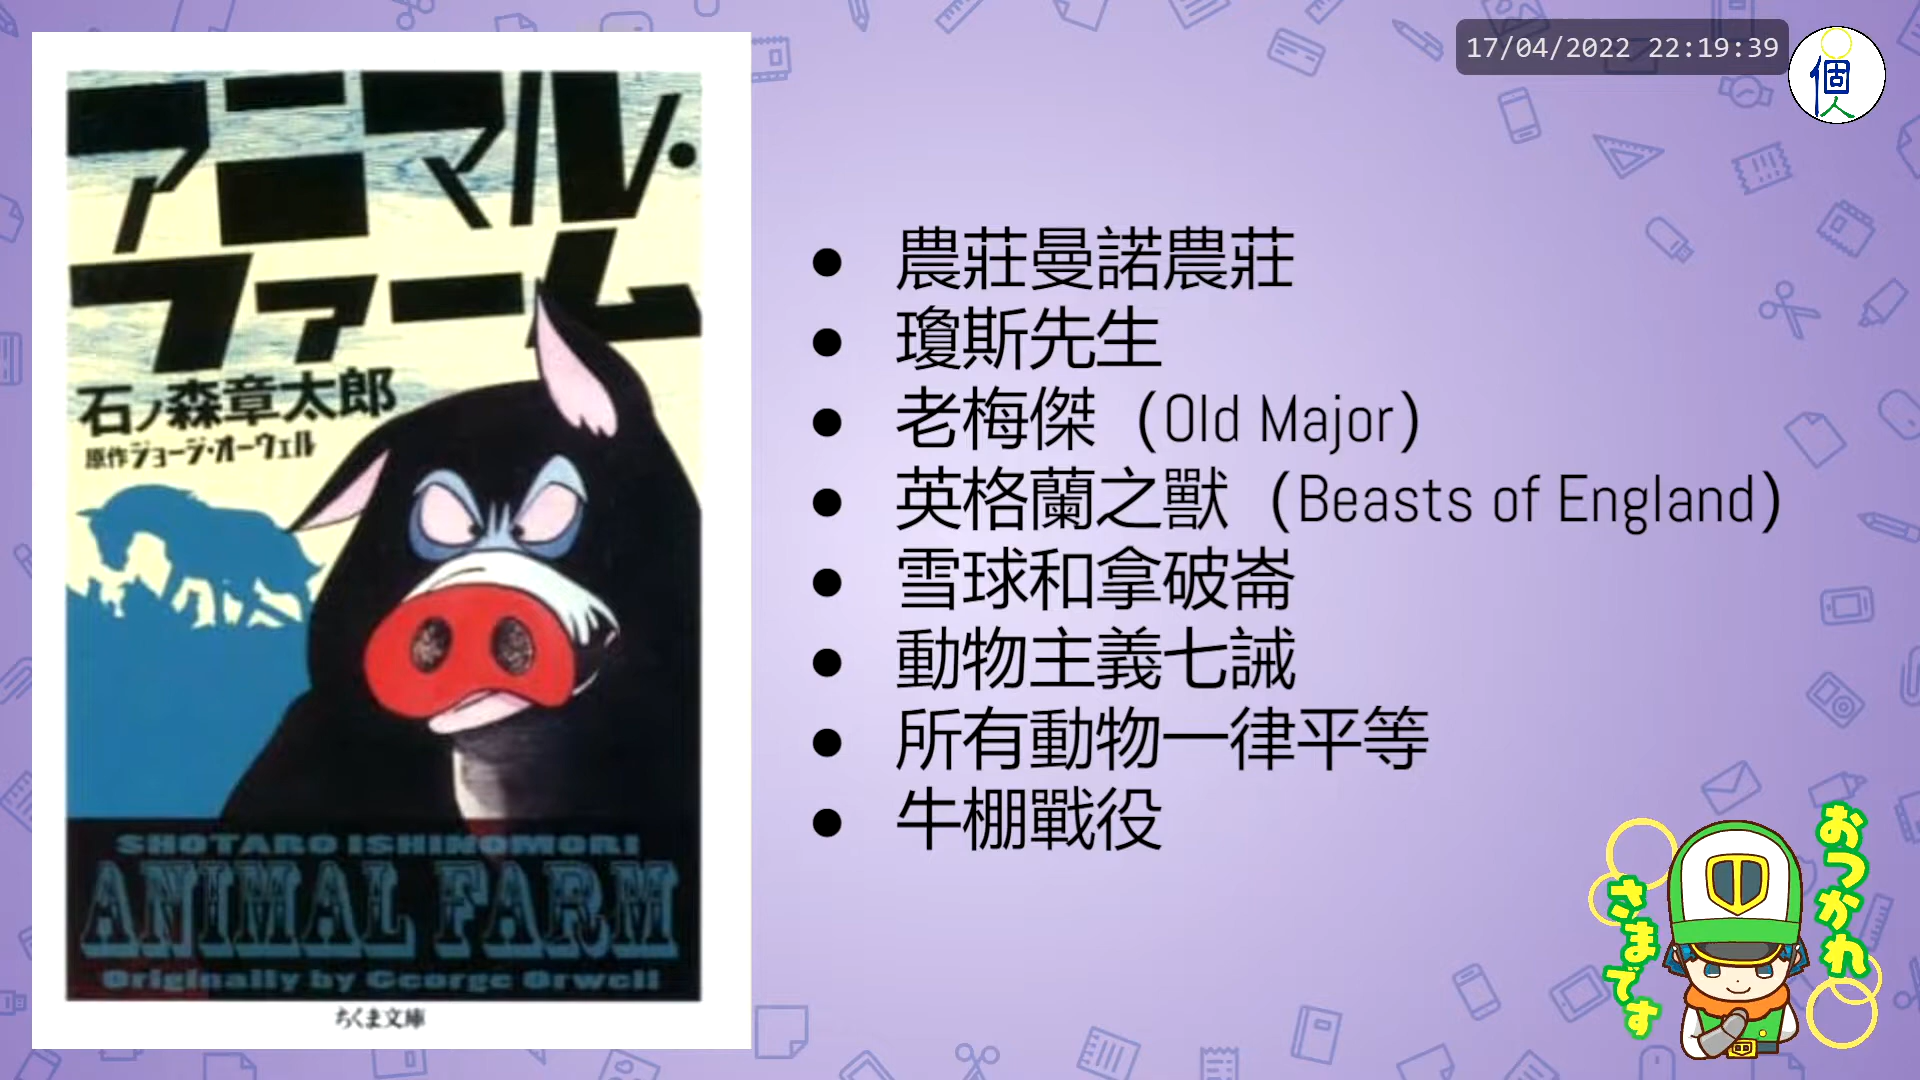 アニマル・
ファーム
石ノ森章太郎
原作ジョージ・オーウェル
SHOTARO ISHINOMORI
ANIMAL FARM
Originally by George Orwell
ちくま文庫
17/04/2022 22:19:39
個人
● 農莊曼諾農莊
● 瓊斯先生
● 老梅傑（Old Major）
● 英格蘭之獸（Beasts of England）
● 雪球和拿破崙
● 動物主義七誡
● 所有動物一律平等
● 牛棚戰役
おつかれ
さまです